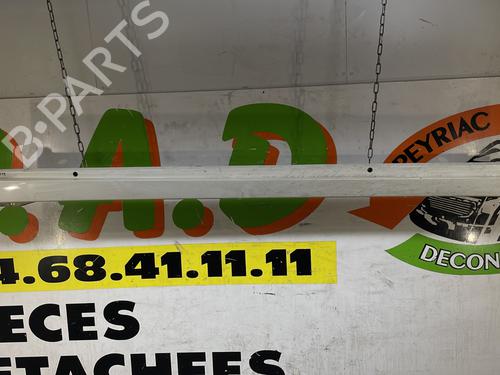 B-PARTS
P.A.D
PEYRIAC
DECON
4.68.41.11.11
ECES
ETACHEES